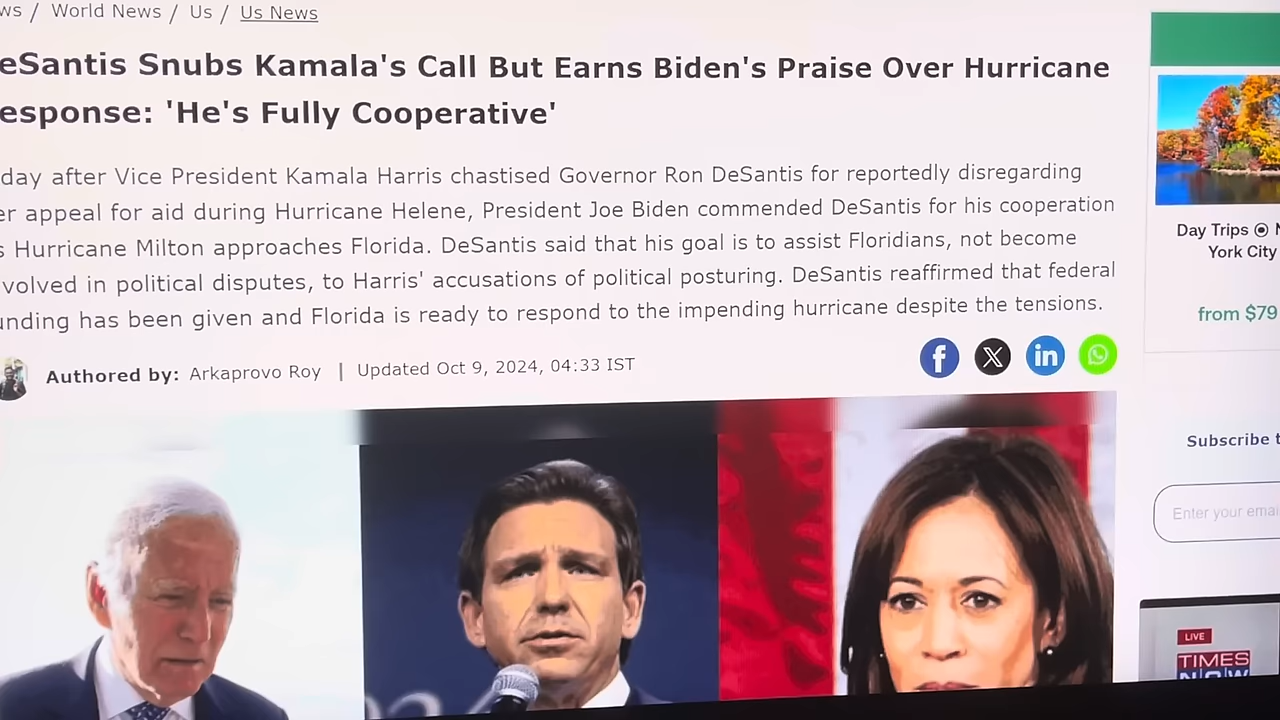 ws / World News / Us / Us News
eSantis Snubs Kamala's Call But Earns Biden's Praise Over Hurricane
esponse: 'He's Fully Cooperative'
day after Vice President Kamala Harris chastised Governor Ron DeSantis for reportedly disregarding
er appeal for aid during Hurricane Helene, President Joe Biden commended DeSantis for his cooperation
s Hurricane Milton approaches Florida. DeSantis said that his goal is to assist Floridians, not become
volved in political disputes, to Harris' accusations of political posturing. DeSantis reaffirmed that federal
unding has been given and Florida is ready to respond to the impending hurricane despite the tensions.
Authored by: Arkaprovo Roy | Updated Oct 9, 2024, 04:33 IST
Day Trips ⦿ N
York City
from $79
Subscribe t
Enter your emai
LIVE
TIMES
NOW